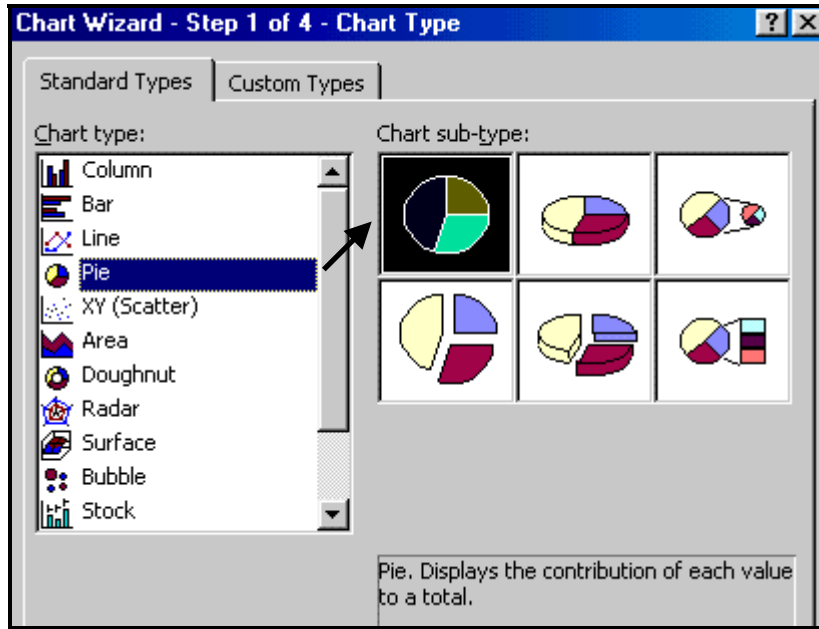 Chart Wizard - Step 1 of 4 - Chart Type
Standard Types
Custom Types
Chart type:
Chart sub-type:
Column
Bar
Line
Pie
XY (Scatter)
Area
Doughnut
Radar
Surface
Bubble
Stock
Pie. Displays the contribution of each value
to a total.